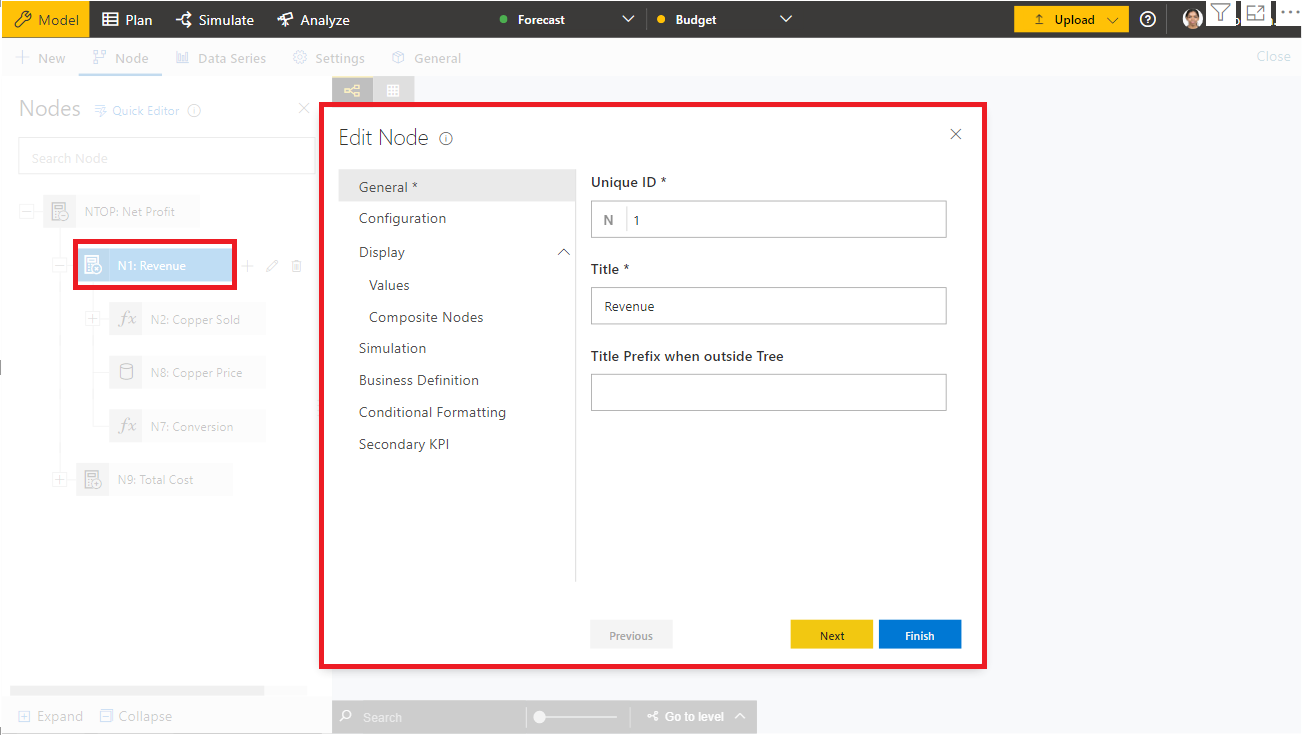 Model Plan Simulate Analyze Forecast Budget Upload
New Node Data Series Settings General Close
Nodes Quick Editor
Search Node
NTOP: Net Profit
N1: Revenue
fx N2: Copper Sold
N8: Copper Price
fx N7: Conversion
N9: Total Cost
Expand Collapse
Edit Node
General *
Configuration
Display
Values
Composite Nodes
Simulation
Business Definition
Conditional Formatting
Secondary KPI
Unique ID *
N 1
Title *
Revenue
Title Prefix when outside Tree
Previous Next Finish
Search Go to level